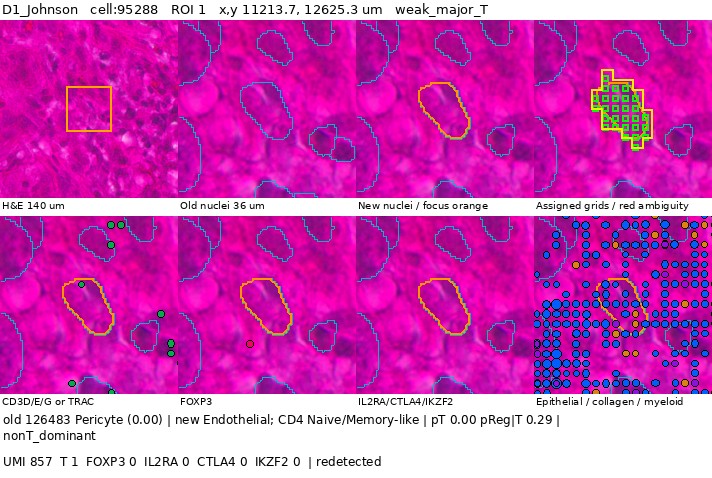 D1_Johnson cell:95288 ROI 1 x,y 11213.7, 12625.3 um weak_major_T
H&E 140 um
Old nuclei 36 um
New nuclei / focus orange
Assigned grids / red ambiguity
CD3D/E/G or TRAC
FOXP3
IL2RA/CTLA4/IKZF2
Epithelial / collagen / myeloid
old 126483 Pericyte (0.00) | new Endothelial; CD4 Naive/Memory-like | pT 0.00 pReg|T 0.29 |
nonT_dominant
UMI 857 T 1 FOXP3 0 IL2RA 0 CTLA4 0 IKZF2 0 | redetected